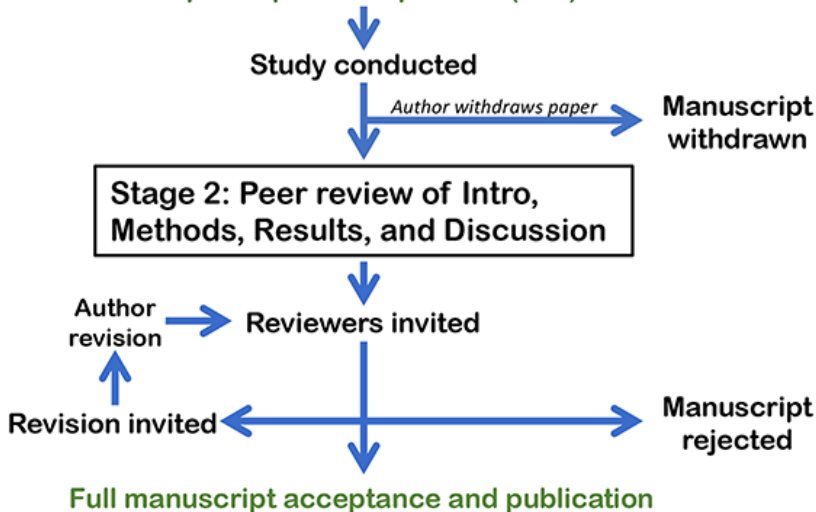 Study conducted
Author withdraws paper
Manuscript
withdrawn
Stage 2: Peer review of Intro,
Methods, Results, and Discussion
Author
revision
Reviewers invited
Revision invited
Manuscript
rejected
Full manuscript acceptance and publication